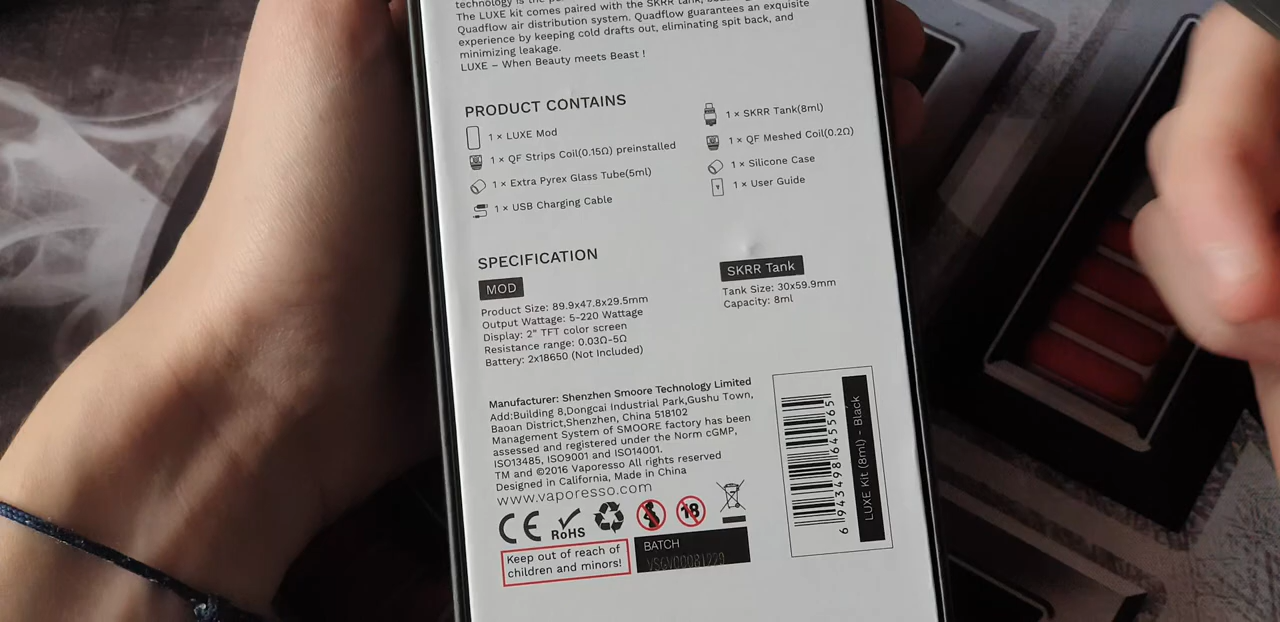 technology is the
The LUXE kit comes paired with the SKRR tank,
Quadflow air distribution system. Quadflow guarantees an exquisite
experience by keeping cold drafts out, eliminating spit back, and
minimizing leakage.
LUXE – When Beauty meets Beast !
PRODUCT CONTAINS
1 × LUXE Mod
1 × QF Strips Coil(0.15Ω) preinstalled
1 × Extra Pyrex Glass Tube(5ml)
1 × USB Charging Cable
1 × SKRR Tank(8ml)
1 × QF Meshed Coil(0.2Ω)
1 × Silicone Case
1 × User Guide
SPECIFICATION
MOD
Product Size: 89.9x47.8x29.5mm
Output Wattage: 5-220 Wattage
Display: 2" TFT color screen
Resistance range: 0.03Ω-5Ω
Battery: 2x18650 (Not Included)
SKRR Tank
Tank Size: 30x59.9mm
Capacity: 8ml
Manufacturer: Shenzhen Smoore Technology Limited
Add:Building 8,Dongcai Industrial Park,Gushu Town,
Baoan District,Shenzhen, China 518102
Management System of SMOORE factory has been
assessed and registered under the Norm cGMP,
ISO13485, ISO9001 and ISO14001.
TM and ©2016 Vaporesso All rights reserved
Designed in California, Made in China
www.vaporesso.com
CE
RoHS
18
Keep out of reach of
children and minors!
BATCH
6 943498 645565
LUXE Kit (8ml) - Black